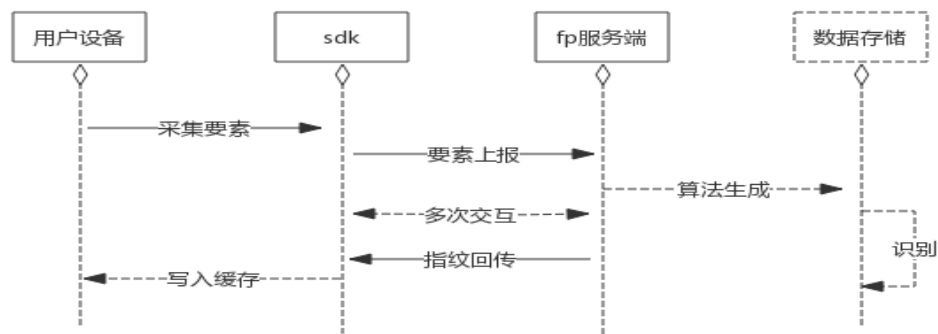 用户设备
sdk
fp服务端
数据存储
采集要素
要素上报
算法生成
多次交互
识别
指纹回传
写入缓存